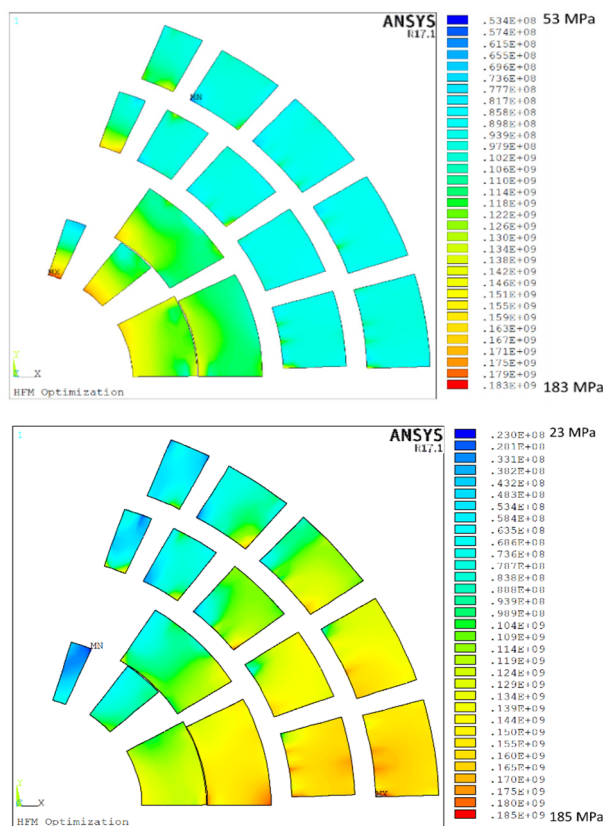 1
ANSYS
R17.1
MN
MX
Y
Z X
HFM Optimization
53 MPa
.534E+08
.574E+08
.615E+08
.655E+08
.696E+08
.736E+08
.777E+08
.817E+08
.858E+08
.898E+08
.939E+08
.979E+08
.102E+09
.106E+09
.110E+09
.114E+09
.118E+09
.122E+09
.126E+09
.130E+09
.134E+09
.138E+09
.142E+09
.146E+09
.151E+09
.155E+09
.159E+09
.163E+09
.167E+09
.171E+09
.175E+09
.179E+09
.183E+09
183 MPa
1
ANSYS
R17.1
MN
MX
Y
X
HFM Optimization
23 MPa
.230E+08
.281E+08
.331E+08
.382E+08
.432E+08
.483E+08
.534E+08
.584E+08
.635E+08
.686E+08
.736E+08
.787E+08
.838E+08
.888E+08
.939E+08
.989E+08
.104E+09
.109E+09
.114E+09
.119E+09
.124E+09
.129E+09
.134E+09
.139E+09
.144E+09
.150E+09
.155E+09
.160E+09
.165E+09
.170E+09
.175E+09
.180E+09
.185E+09
185 MPa